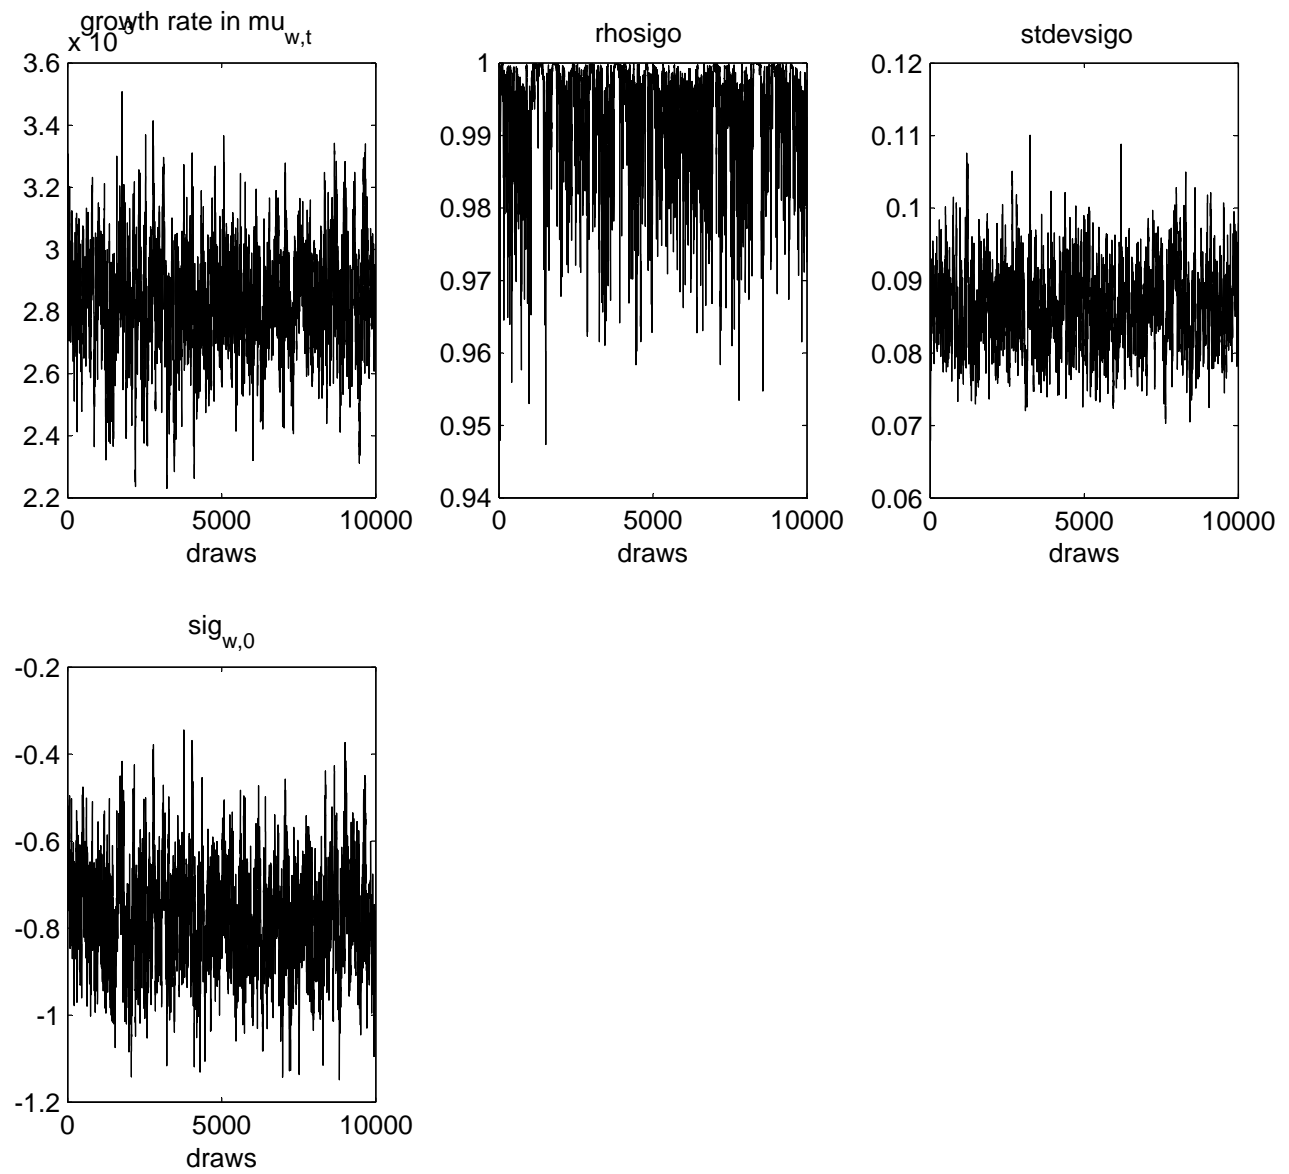 growth rate in mu_{w,t}
x 10^{-3}
3.6
3.4
3.2
3
2.8
2.6
2.4
2.2
0 5000 10000
draws
rhosigo
1
0.99
0.98
0.97
0.96
0.95
0.94
0 5000 10000
draws
stdevsigo
0.12
0.11
0.1
0.09
0.08
0.07
0.06
0 5000 10000
draws
sig_{w,0}
-0.2
-0.4
-0.6
-0.8
-1
-1.2
0 5000 10000
draws